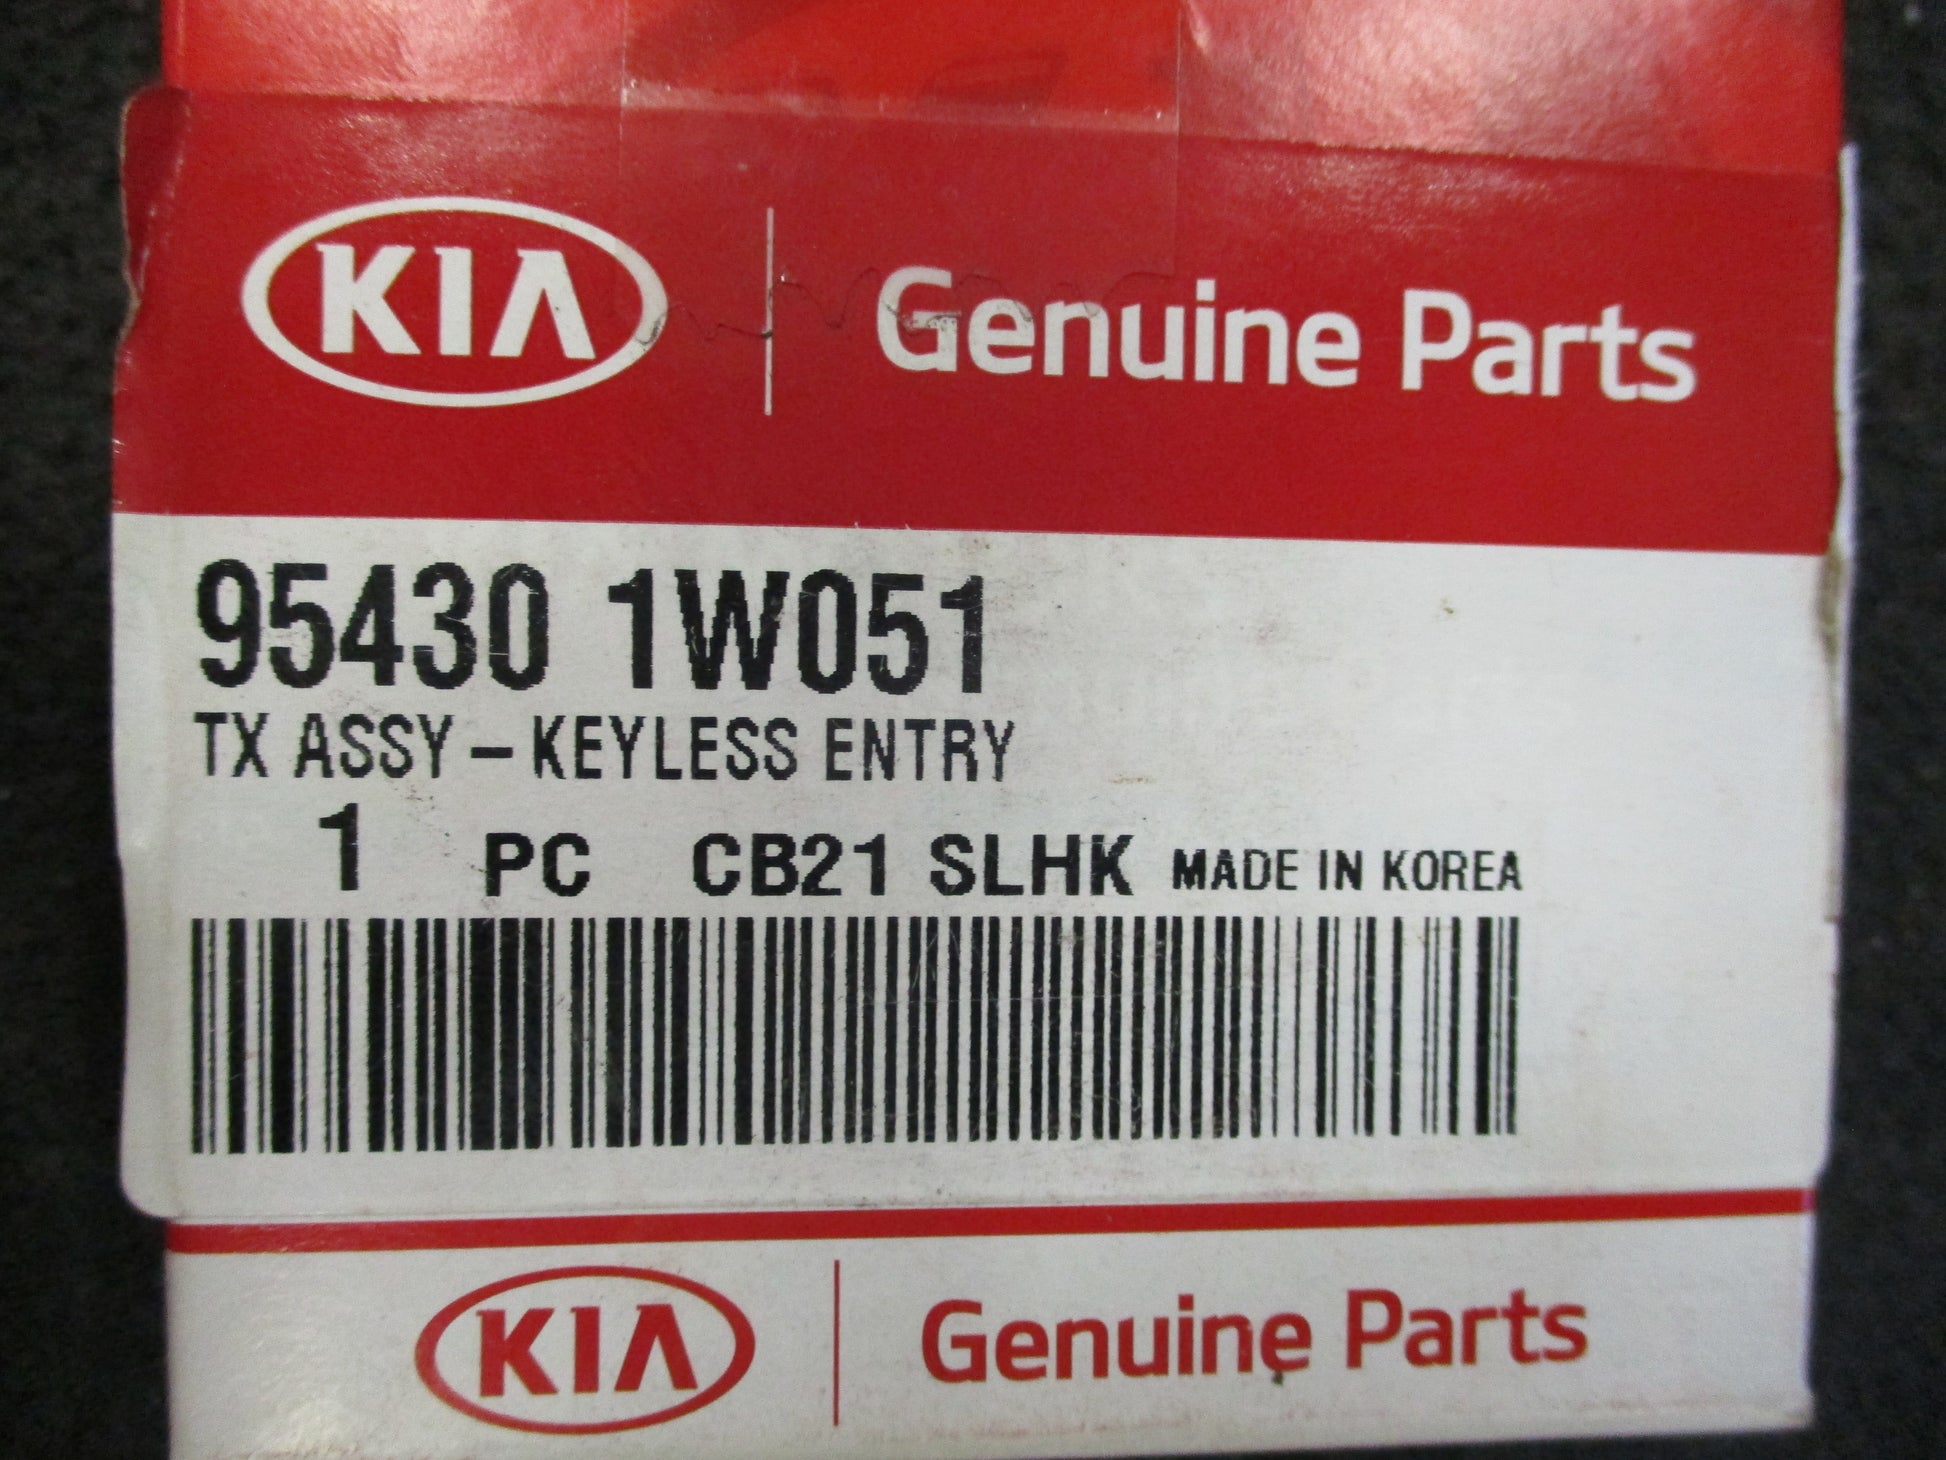 KIA Genuine Parts
95430 1W051
TX ASSY-KEYLESS ENTRY
1 PC CB21 SLHK MADE IN KOREA
KIA Genuine Parts